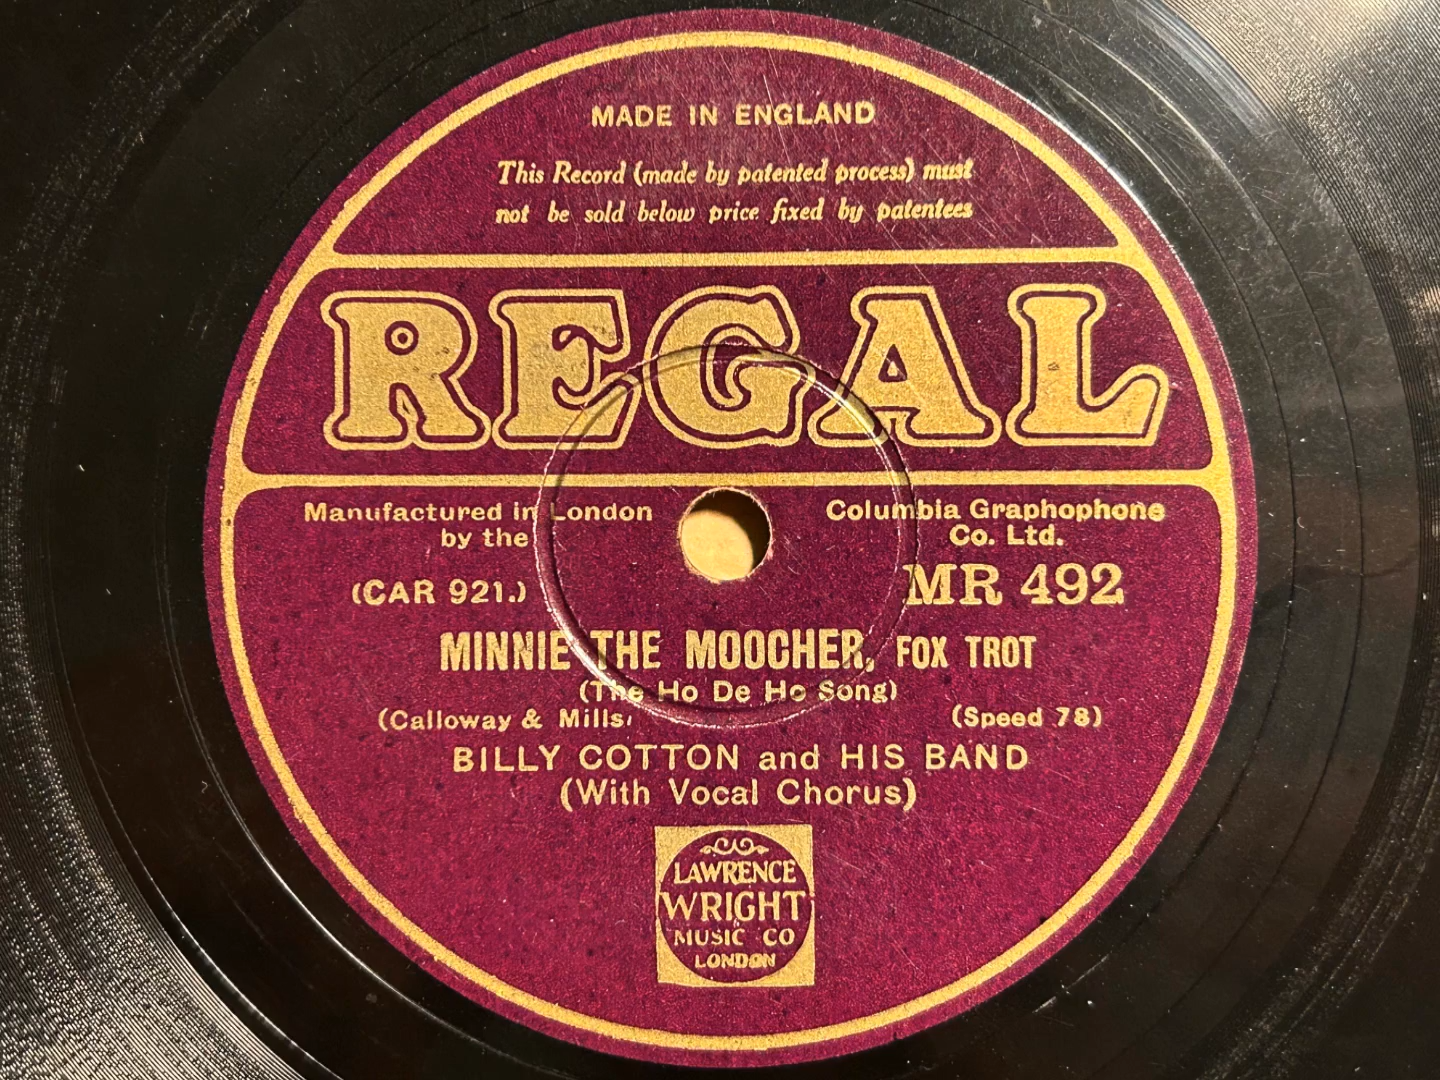 MADE IN ENGLAND
This Record (made by patented process) must
not be sold below price fixed by patentees
REGAL
Manufactured in London
by the
Columbia Graphophone
Co. Ltd.
(CAR 921.)
MR 492
MINNIE THE MOOCHER, FOX TROT
(The Ho De Ho Song)
(Calloway & Mills)
(Speed 78)
BILLY COTTON and HIS BAND
(With Vocal Chorus)
LAWRENCE
WRIGHT
MUSIC CO
LONDON